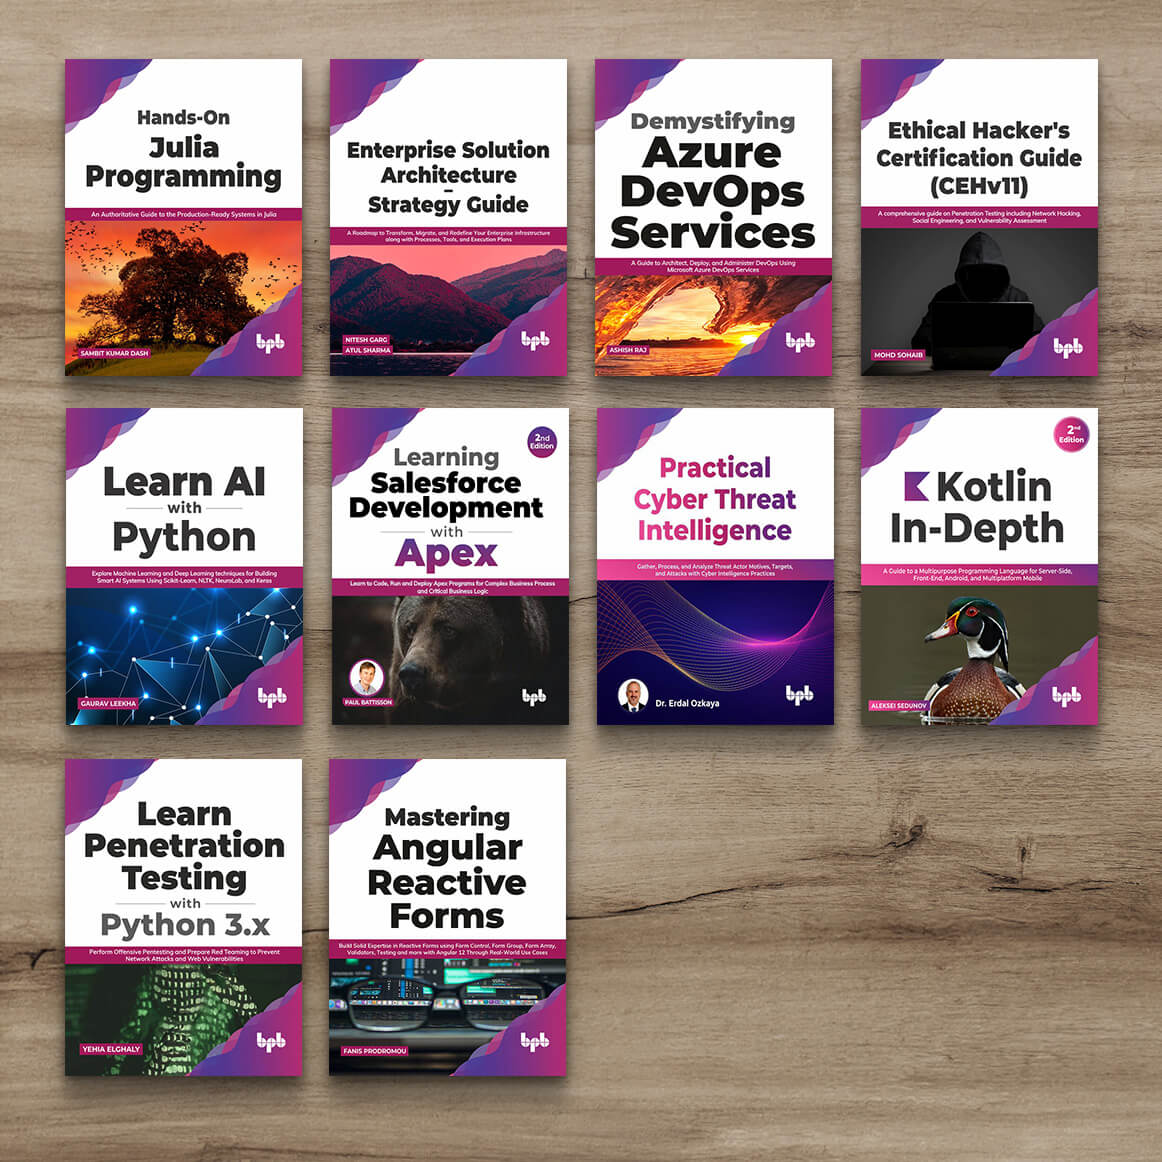 Hands-On
Julia
Programming
An Authoritative Guide to the Production-Ready Systems in Julia
SAMBIT KUMAR DASH
bpb
Enterprise Solution
Architecture
–
Strategy Guide
A Roadmap to Transform, Migrate, and Redefine Your Enterprise Infrastructure
along with Processes, Tools, and Execution Plans
NITESH GARG
ATUL SHARMA
bpb
Demystifying
Azure
DevOps
Services
A Guide to Architect, Deploy, and Administer DevOps Using
Microsoft Azure DevOps Services
ASHISH RAJ
bpb
Ethical Hacker's
Certification Guide
(CEHv11)
A comprehensive guide on Penetration Testing including Network Hacking,
Social Engineering, and Vulnerability Assessment
MOHD SOHAIB
bpb
Learn AI
with
Python
Explore Machine Learning and Deep Learning techniques for Building
Smart AI Systems Using Scikit-Learn, NLTK, NeuroLab, and Keras
GAURAV LEEKHA
bpb
2nd
Edition
Learning
Salesforce
Development
with
Apex
Learn to Code, Run and Deploy Apex Programs for Complex Business Process
and Critical Business Logic
PAUL BATTISSON
bpb
Practical
Cyber Threat
Intelligence
Gather, Process, and Analyze Threat Actor Motives, Targets,
and Attacks with Cyber Intelligence Practices
Dr. Erdal Ozkaya
bpb
2nd
Edition
Kotlin
In-Depth
A Guide to a Multipurpose Programming Language for Server-Side,
Front-End, Android, and Multiplatform Mobile
ALEKSEI SEDUNOV
bpb
Learn
Penetration
Testing
with
Python 3.x
Perform Offensive Pentesting and Prepare Red Teaming to Prevent
Network Attacks and Web Vulnerabilities
YEHIA ELGHALY
bpb
Mastering
Angular
Reactive
Forms
Build Solid Expertise in Reactive Forms using Form Control, Form Group, Form Array,
Validators, Testing and more with Angular 12 Through Real-World Use Cases
FANIS PRODROMOU
bpb